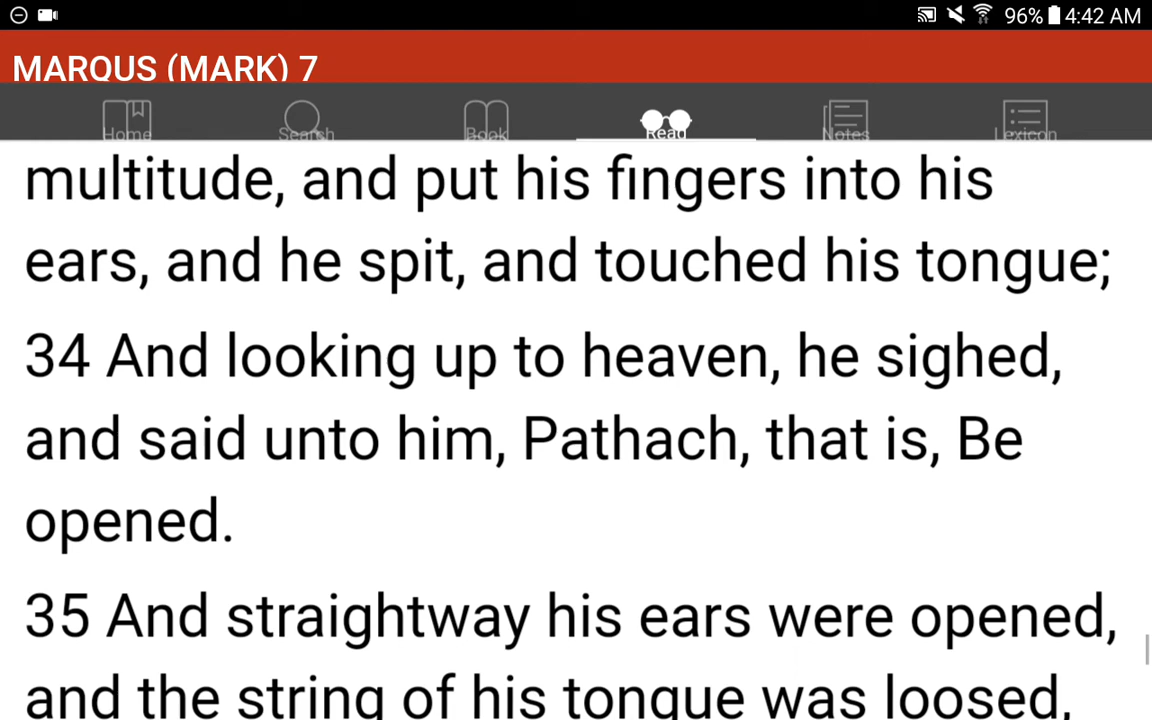 96% 4:42 AM
MARQUS (MARK) 7
Home Search Book Read Notes Lexicon
multitude, and put his fingers into his
ears, and he spit, and touched his tongue;
34 And looking up to heaven, he sighed,
and said unto him, Pathach, that is, Be
opened.
35 And straightway his ears were opened,
and the string of his tongue was loosed,